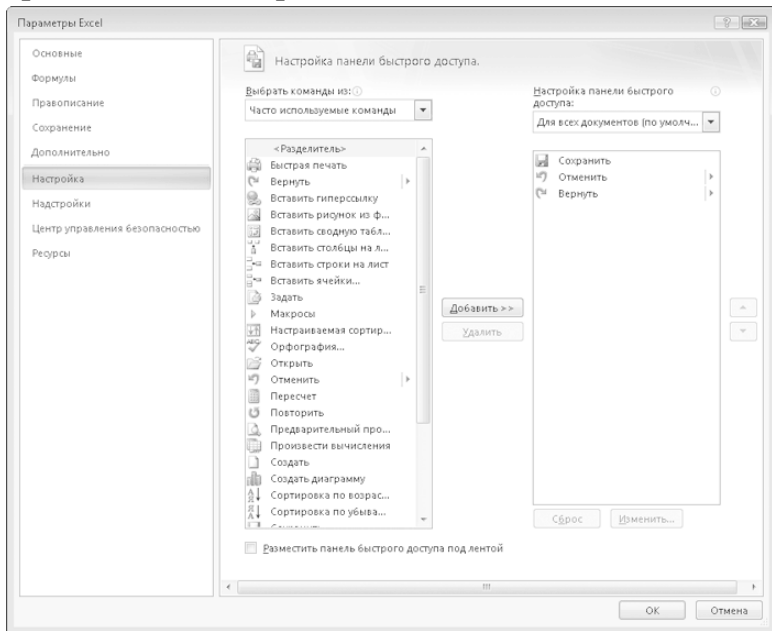 Параметры Excel
Основные
Формулы
Правописание
Сохранение
Дополнительно
Настройка
Надстройки
Центр управления безопасностью
Ресурсы
Настройка панели быстрого доступа.
Выбрать команды из:
Часто используемые команды
<Разделитель>
Быстрая печать
Вернуть
Вставить гиперссылку
Вставить рисунок из ф...
Вставить сводную табл...
Вставить столбцы на л...
Вставить строки на лист
Вставить ячейки...
Задать
Макросы
Настраиваемая сортир...
Орфография...
Открыть
Отменить
Пересчет
Повторить
Предварительный про...
Произвести вычисления
Создать
Создать диаграмму
Сортировка по возрас...
Сортировка по убыва...
Добавить >>
Удалить
Настройка панели быстрого
доступа:
Для всех документов (по умолч...
Сохранить
Отменить
Вернуть
Сброс
Изменить...
Разместить панель быстрого доступа под лентой
ОК
Отмена